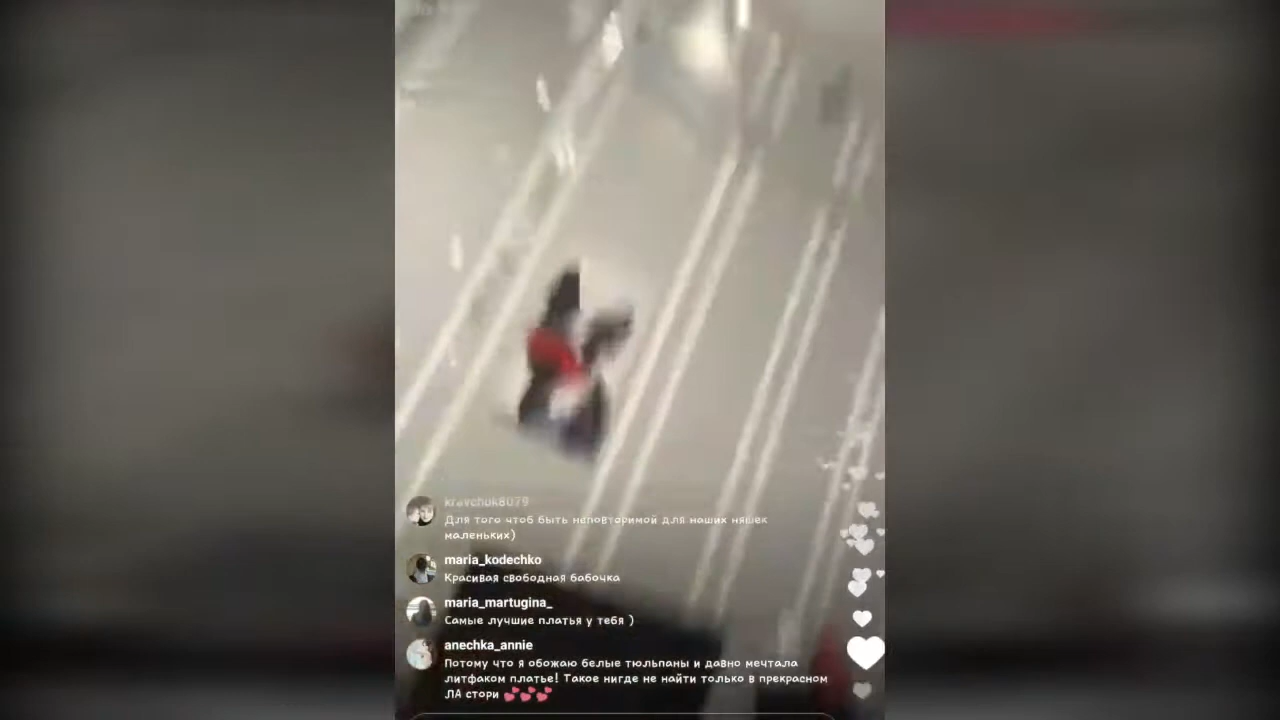 kravchuk8079
Для того чтоб быть неповторимой для наших няшек
маленьких)
maria_kodechko
Красивая свободная бабочка
maria_martugina_
Самые лучшие платья у тебя )
anechka_annie
Потому что я обожаю белые тюльпаны и давно мечтала
литфаком платье! Такое нигде не найти только в прекрасном
ЛА стори 💕💕💕